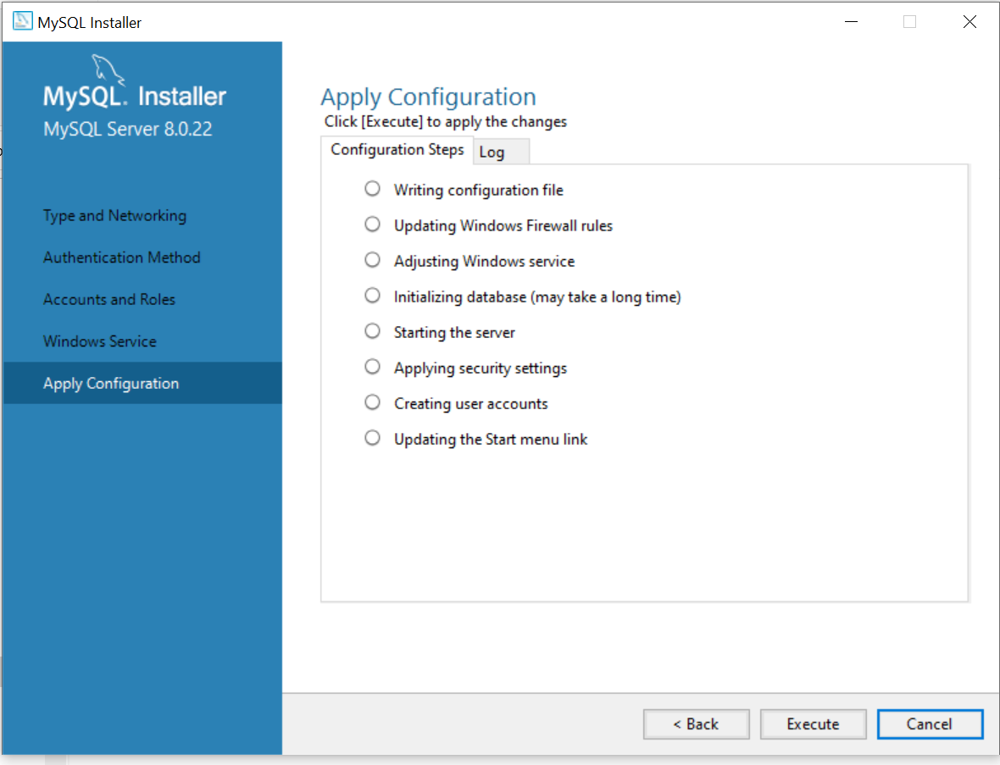 MySQL Installer
MySQL. Installer
MySQL Server 8.0.22
Type and Networking
Authentication Method
Accounts and Roles
Windows Service
Apply Configuration
Apply Configuration
Click [Execute] to apply the changes
Configuration Steps
Log
Writing configuration file
Updating Windows Firewall rules
Adjusting Windows service
Initializing database (may take a long time)
Starting the server
Applying security settings
Creating user accounts
Updating the Start menu link
< Back
Execute
Cancel